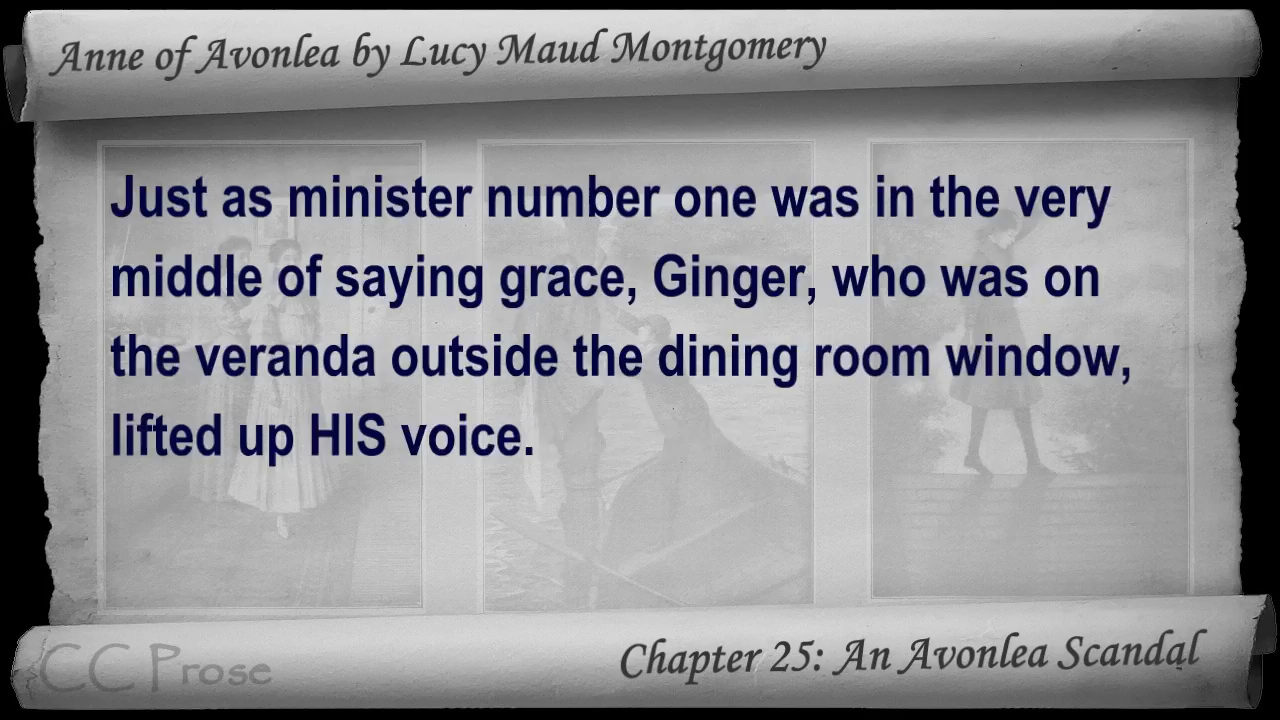 Anne of Avonlea by Lucy Maud Montgomery
Just as minister number one was in the very
middle of saying grace, Ginger, who was on
the veranda outside the dining room window,
lifted up HIS voice.
CC Prose
Chapter 25: An Avonlea Scandal